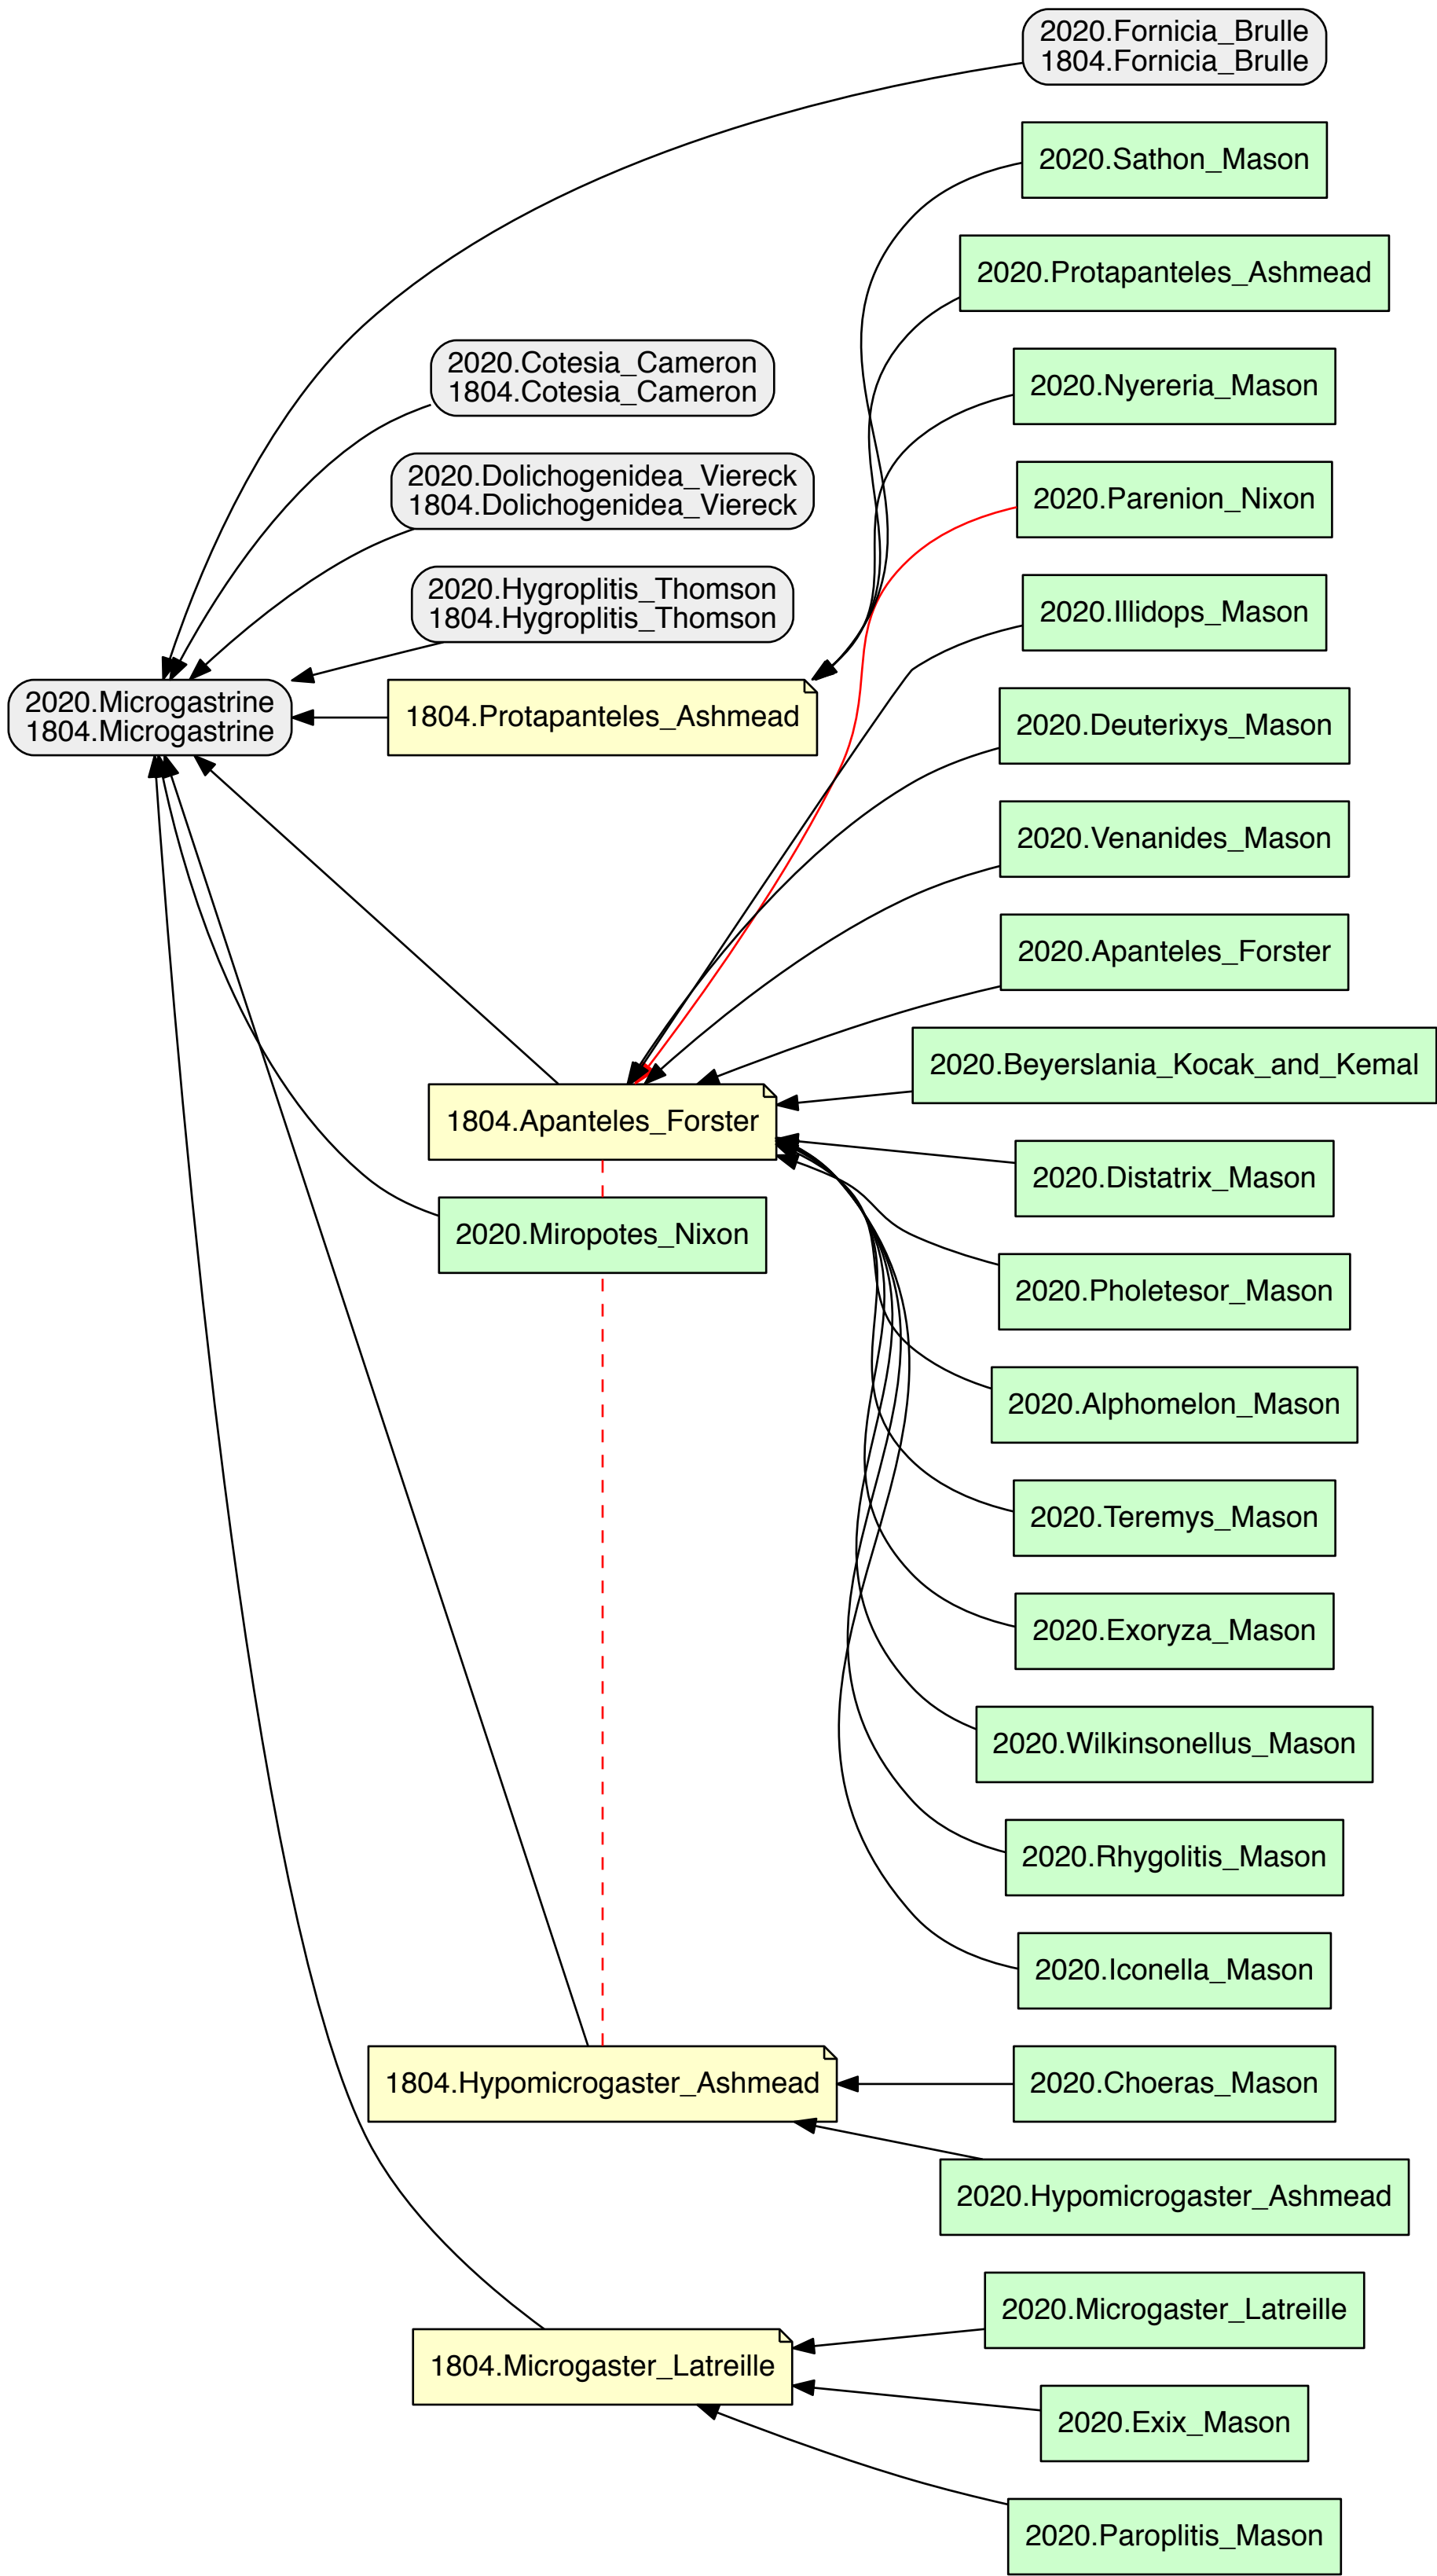 2020.Fornicia_Brulle
1804.Fornicia_Brulle
2020.Sathon_Mason
2020.Protapanteles_Ashmead
2020.Cotesia_Cameron
1804.Cotesia_Cameron
2020.Nyereria_Mason
2020.Dolichogenidea_Viereck
1804.Dolichogenidea_Viereck
2020.Parenion_Nixon
2020.Hygroplitis_Thomson
1804.Hygroplitis_Thomson
2020.Illidops_Mason
2020.Microgastrine
1804.Microgastrine
1804.Protapanteles_Ashmead
2020.Deuterixys_Mason
2020.Venanides_Mason
2020.Apanteles_Forster
2020.Beyerslania_Kocak_and_Kemal
1804.Apanteles_Forster
2020.Distatrix_Mason
2020.Miropotes_Nixon
2020.Pholetesor_Mason
2020.Alphomelon_Mason
2020.Teremys_Mason
2020.Exoryza_Mason
2020.Wilkinsonellus_Mason
2020.Rhygolitis_Mason
2020.Iconella_Mason
1804.Hypomicrogaster_Ashmead
2020.Choeras_Mason
2020.Hypomicrogaster_Ashmead
2020.Microgaster_Latreille
1804.Microgaster_Latreille
2020.Exix_Mason
2020.Paroplitis_Mason